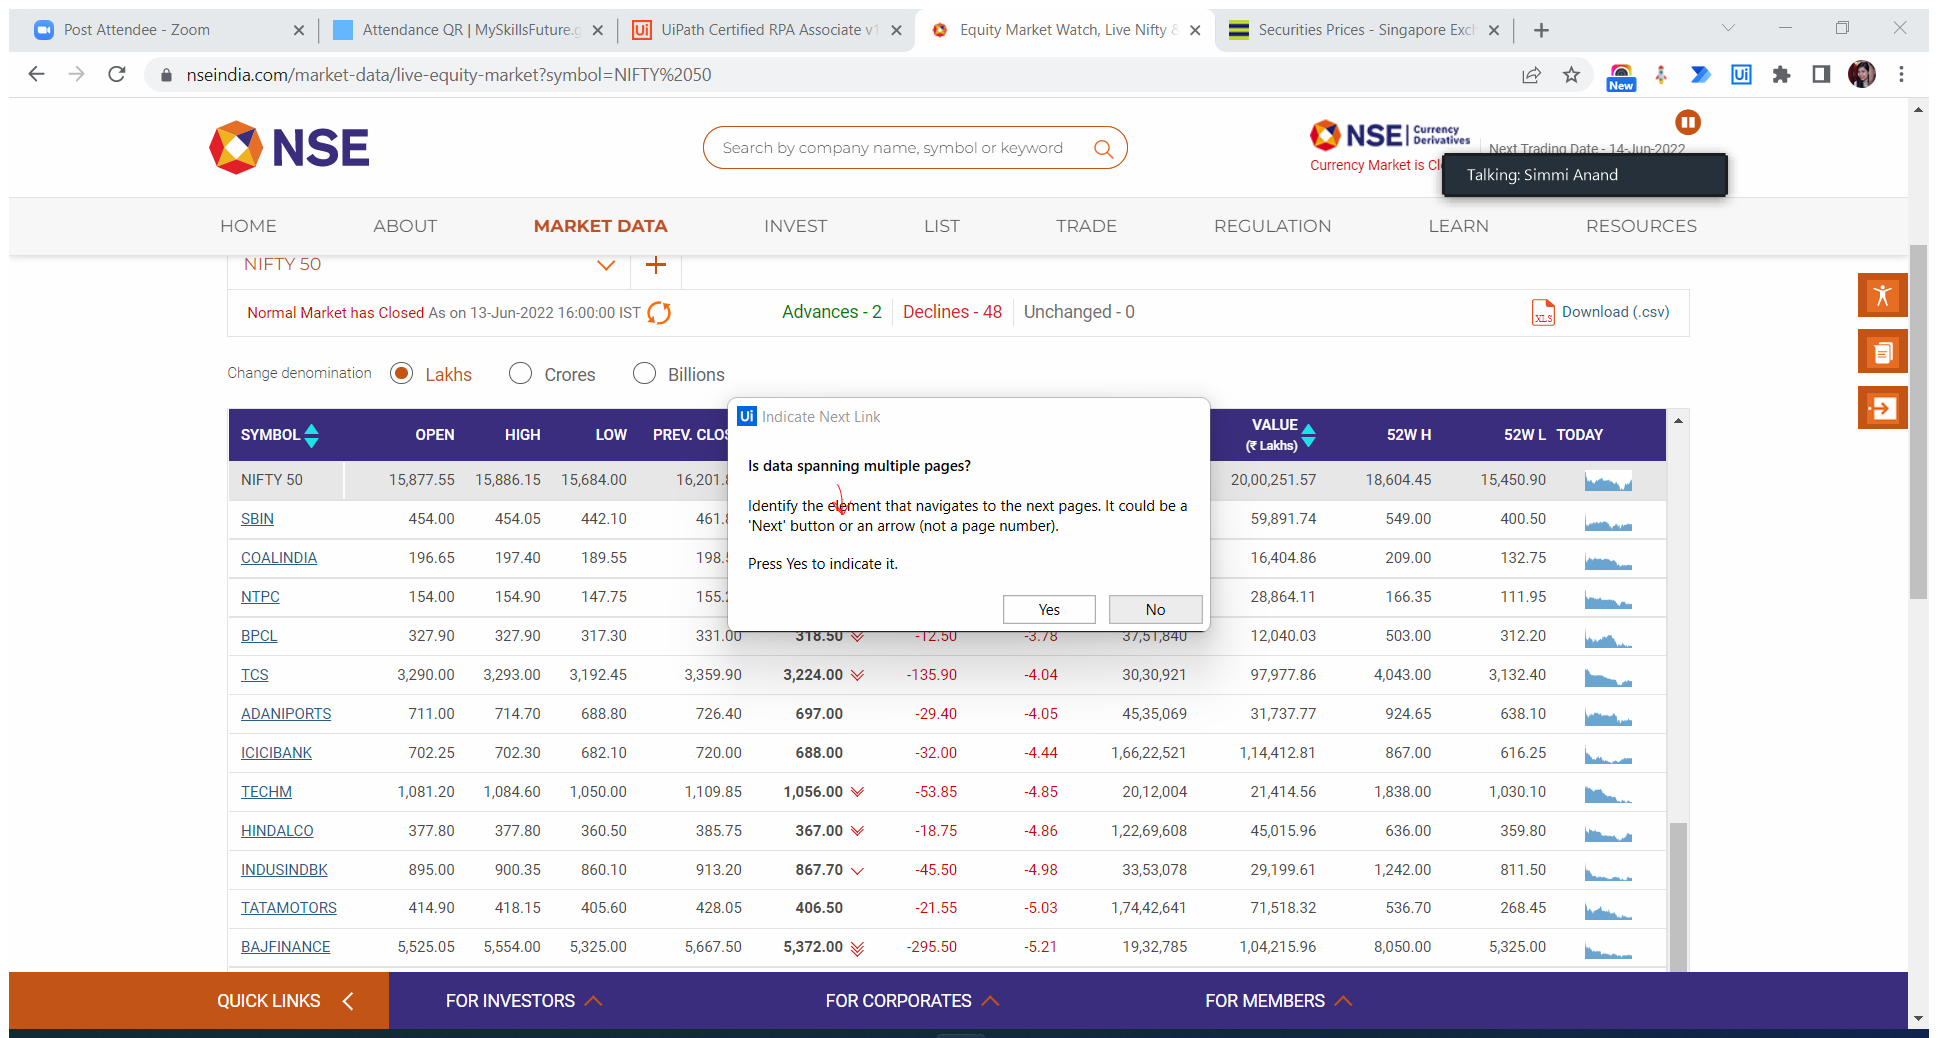 Post Attendee - Zoom
Attendance QR | MySkillsFuture.g
UiPath Certified RPA Associate v1
Equity Market Watch, Live Nifty &
Securities Prices - Singapore Exch
nseindia.com/market-data/live-equity-market?symbol=NIFTY%2050
New
Ui
NSE
Search by company name, symbol or keyword
NSE Currency Derivatives
Currency Market is Cl
Next Trading Date - 14-Jun-2022
Talking: Simmi Anand
HOME ABOUT MARKET DATA INVEST LIST TRADE REGULATION LEARN RESOURCES
NIFTY 50
Normal Market has Closed As on 13-Jun-2022 16:00:00 IST Advances - 2 Declines - 48 Unchanged - 0 XLS Download (.csv)
Change denomination Lakhs Crores Billions
SYMBOL OPEN HIGH LOW PREV. CLOS VALUE (₹ Lakhs) 52W H 52W L TODAY
Ui Indicate Next Link
Is data spanning multiple pages?
Identify the element that navigates to the next pages. It could be a
'Next' button or an arrow (not a page number).
Press Yes to indicate it.
Yes No
NIFTY 50 15,877.55 15,886.15 15,684.00 16,201. 20,00,251.57 18,604.45 15,450.90
SBIN 454.00 454.05 442.10 461. 59,891.74 549.00 400.50
COALINDIA 196.65 197.40 189.55 198. 16,404.86 209.00 132.75
NTPC 154.00 154.90 147.75 155. 28,864.11 166.35 111.95
BPCL 327.90 327.90 317.30 331.00 318.50 -12.50 -3.78 37,51,840 12,040.03 503.00 312.20
TCS 3,290.00 3,293.00 3,192.45 3,359.90 3,224.00 -135.90 -4.04 30,30,921 97,977.86 4,043.00 3,132.40
ADANIPORTS 711.00 714.70 688.80 726.40 697.00 -29.40 -4.05 45,35,069 31,737.77 924.65 638.10
ICICIBANK 702.25 702.30 682.10 720.00 688.00 -32.00 -4.44 1,66,22,521 1,14,412.81 867.00 616.25
TECHM 1,081.20 1,084.60 1,050.00 1,109.85 1,056.00 -53.85 -4.85 20,12,004 21,414.56 1,838.00 1,030.10
HINDALCO 377.80 377.80 360.50 385.75 367.00 -18.75 -4.86 1,22,69,608 45,015.96 636.00 359.80
INDUSINDBK 895.00 900.35 860.10 913.20 867.70 -45.50 -4.98 33,53,078 29,199.61 1,242.00 811.50
TATAMOTORS 414.90 418.15 405.60 428.05 406.50 -21.55 -5.03 1,74,42,641 71,518.32 536.70 268.45
BAJFINANCE 5,525.05 5,554.00 5,325.00 5,667.50 5,372.00 -295.50 -5.21 19,32,785 1,04,215.96 8,050.00 5,325.00
QUICK LINKS FOR INVESTORS FOR CORPORATES FOR MEMBERS